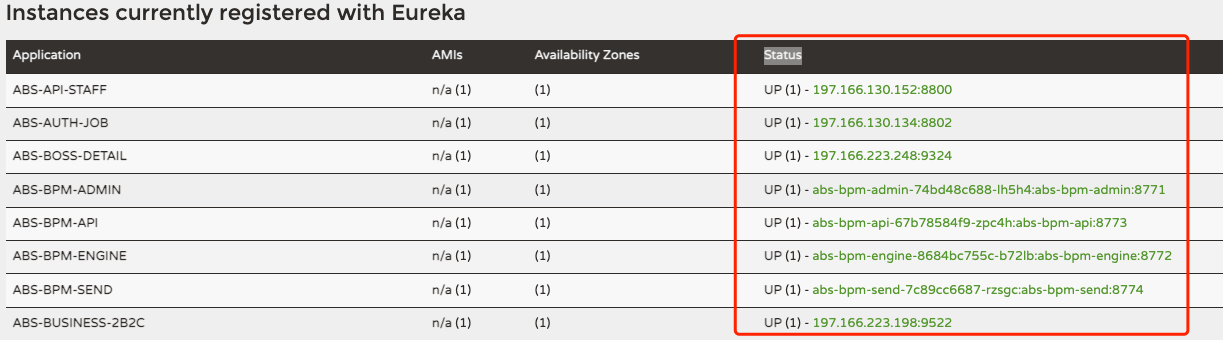 Instances currently registered with Eureka
Application AMIs Availability Zones Status
ABS-API-STAFF n/a (1) (1) UP (1) - 197.166.130.152:8800
ABS-AUTH-JOB n/a (1) (1) UP (1) - 197.166.130.134:8802
ABS-BOSS-DETAIL n/a (1) (1) UP (1) - 197.166.223.248:9324
ABS-BPM-ADMIN n/a (1) (1) UP (1) - abs-bpm-admin-74bd48c688-lh5h4:abs-bpm-admin:8771
ABS-BPM-API n/a (1) (1) UP (1) - abs-bpm-api-67b78584f9-zpc4h:abs-bpm-api:8773
ABS-BPM-ENGINE n/a (1) (1) UP (1) - abs-bpm-engine-8684bc755c-b72lb:abs-bpm-engine:8772
ABS-BPM-SEND n/a (1) (1) UP (1) - abs-bpm-send-7c89cc6687-rzsgc:abs-bpm-send:8774
ABS-BUSINESS-2B2C n/a (1) (1) UP (1) - 197.166.223.198:9522